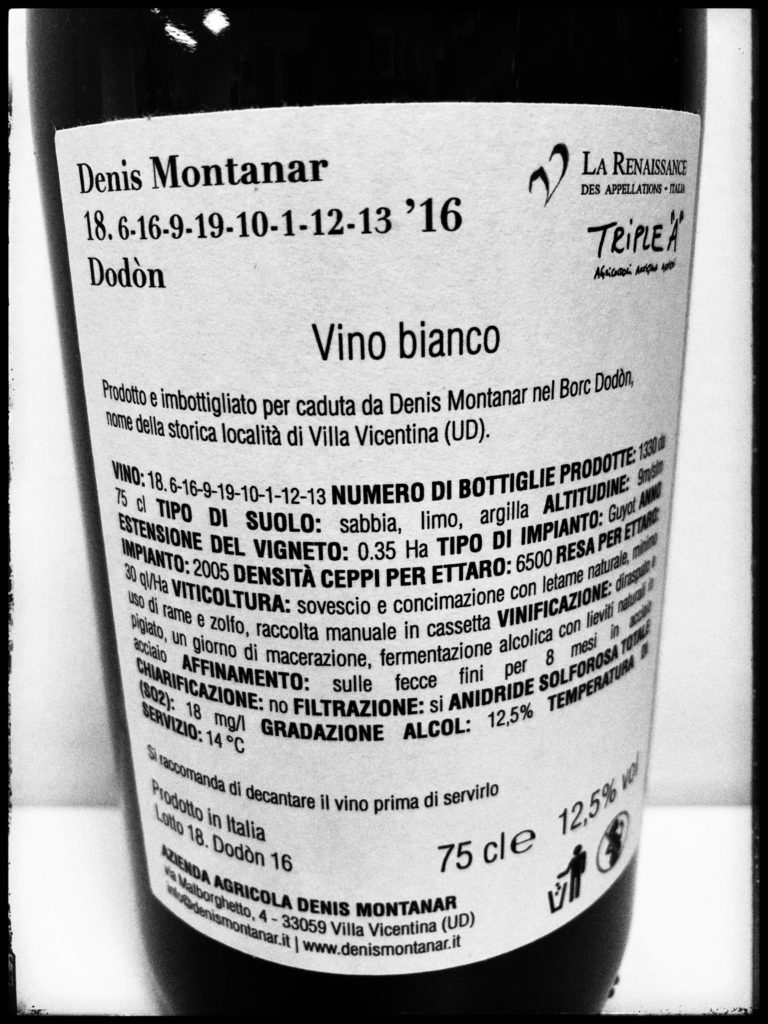 Denis Montanar
18. 6-16-9-19-10-1-12-13 '16
Dodòn
LA RENAISSANCE
DES APPELLATIONS - ITALIA
TRiPLE "A"
Vino bianco
Prodotto e imbottigliato per caduta da Denis Montanar nel Borc Dodòn,
nome della storica località di Villa Vicentina (UD).
VINO: 18. 6-16-9-19-10-1-12-13 NUMERO DI BOTTIGLIE PRODOTTE: 1330 da
75 cl TIPO DI SUOLO: sabbia, limo, argilla ALTITUDINE: 9m/slm
ESTENSIONE DEL VIGNETO: 0.35 Ha TIPO DI IMPIANTO: Guyot ANNO
IMPIANTO: 2005 DENSITÀ CEPPI PER ETTARO: 6500 RESA PER ETTARO:
30 ql/Ha VITICOLTURA: sovescio e concimazione con letame naturale, minimo
uso di rame e zolfo, raccolta manuale in cassetta VINIFICAZIONE: diraspato e
pigiato, un giorno di macerazione, fermentazione alcolica con lieviti naturali in
acciaio AFFINAMENTO: sulle fecce fini per 8 mesi in acciaio
CHIARIFICAZIONE: no FILTRAZIONE: si ANIDRIDE SOLFOROSA TOTALE
(SO2): 18 mg/l GRADAZIONE ALCOL: 12,5% TEMPERATURA DI
SERVIZIO: 14 °C
Si raccomanda di decantare il vino prima di servirlo
Prodotto in Italia
Lotto 18. Dodòn 16
75 cl e 12,5% vol
AZIENDA AGRICOLA DENIS MONTANAR
via Malborghetto, 4 - 33059 Villa Vicentina (UD)
info@denismontanar.it | www.denismontanar.it